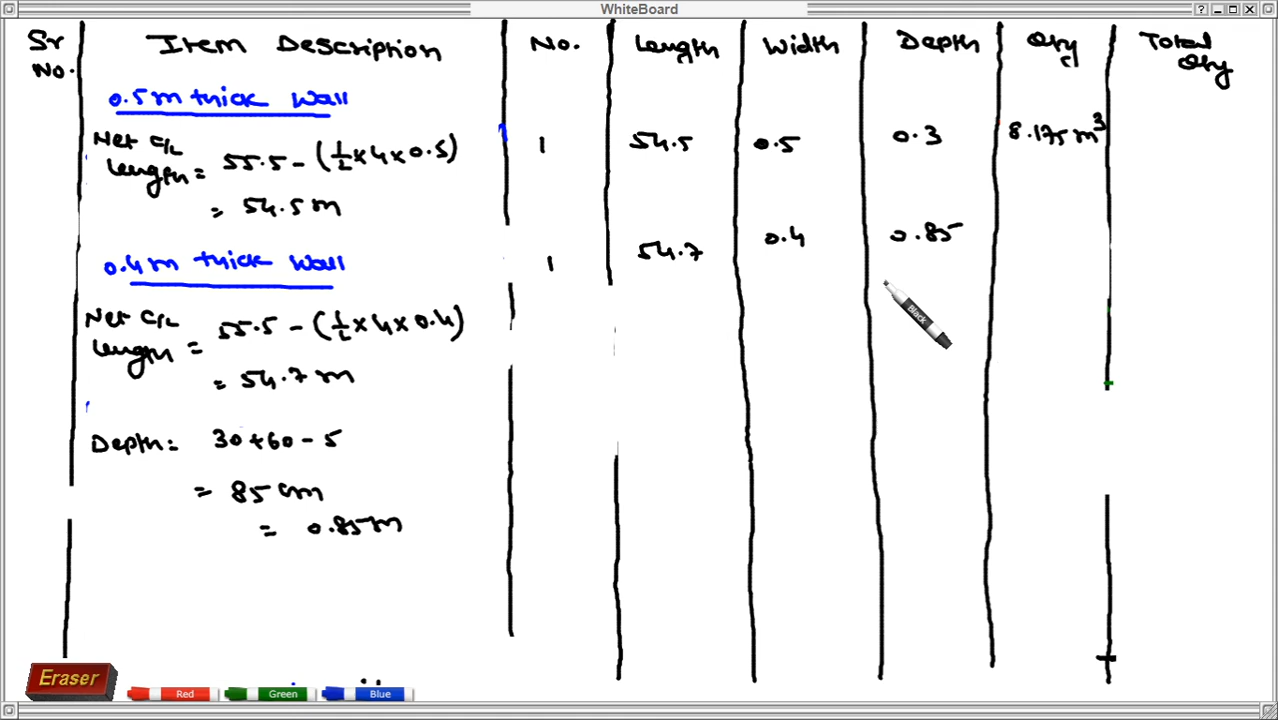 WhiteBoard
Sr No. Item Description No. Length Width Depth Qty Total Qty
0.5m thick Wall
Net C/L Length = 55.5 - (1/2 x 4 x 0.5) 1 54.5 0.5 0.3 8.175 m³
= 54.5 m
0.4m thick Wall 1 54.7 0.4 0.85
Net C/L Length = 55.5 - (1/2 x 4 x 0.4)
= 54.7 m
Depth = 30+60-5
= 85 cm
= 0.85m
Black
Eraser
Red Green Blue